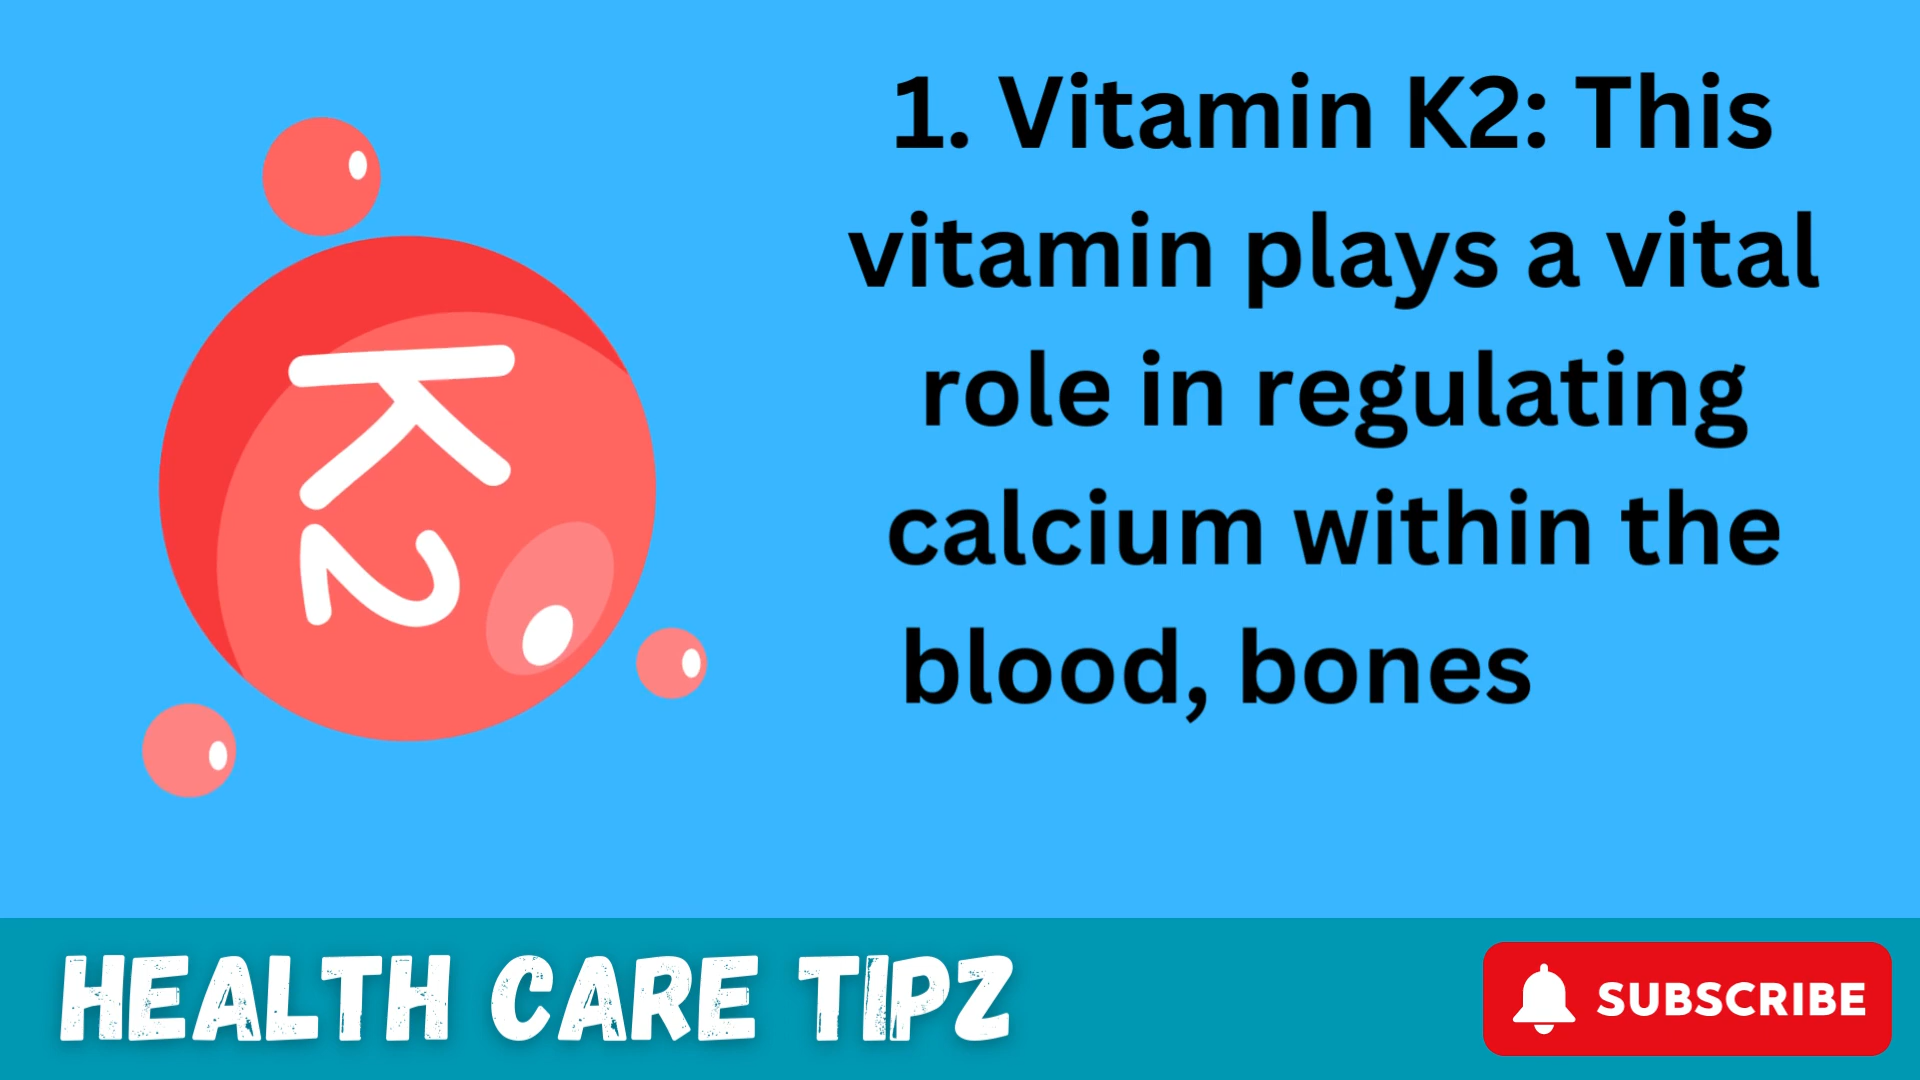 K2
1. Vitamin K2: This
vitamin plays a vital
role in regulating
calcium within the
blood, bones
HEALTH CARE TIPZ
SUBSCRIBE